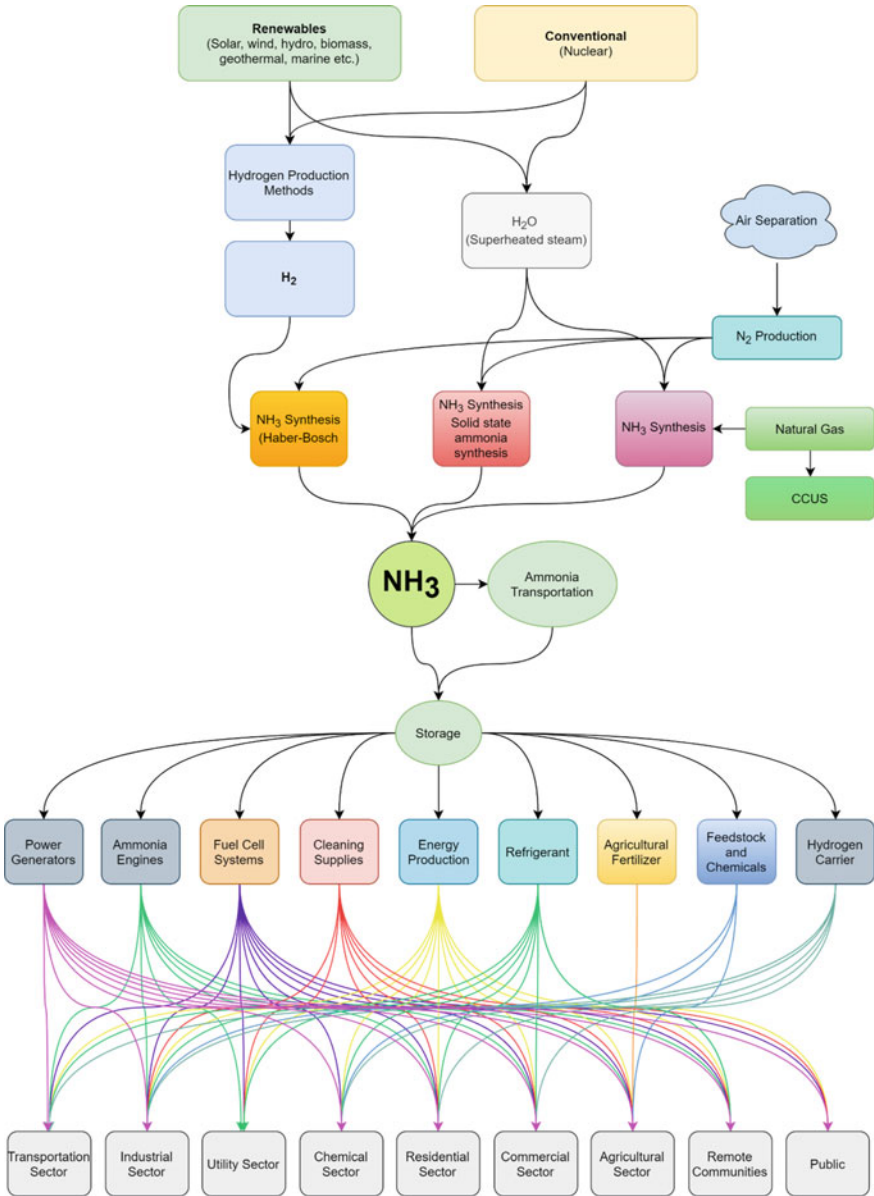 Renewables
(Solar, wind, hydro, biomass,
geothermal, marine etc.)
Conventional
(Nuclear)
Hydrogen Production
Methods
H₂O
(Superheated steam)
Air Separation
H₂
N₂ Production
NH₃ Synthesis
(Haber-Bosch
NH₃ Synthesis
Solid state
ammonia
synthesis
NH₃ Synthesis
Natural Gas
CCUS
NH₃
Ammonia
Transportation
Storage
Power
Generators
Ammonia
Engines
Fuel Cell
Systems
Cleaning
Supplies
Energy
Production
Refrigerant
Agricultural
Fertilizer
Feedstock
and
Chemicals
Hydrogen
Carrier
Transportation
Sector
Industrial
Sector
Utility Sector
Chemical
Sector
Residential
Sector
Commercial
Sector
Agricultural
Sector
Remote
Communities
Public